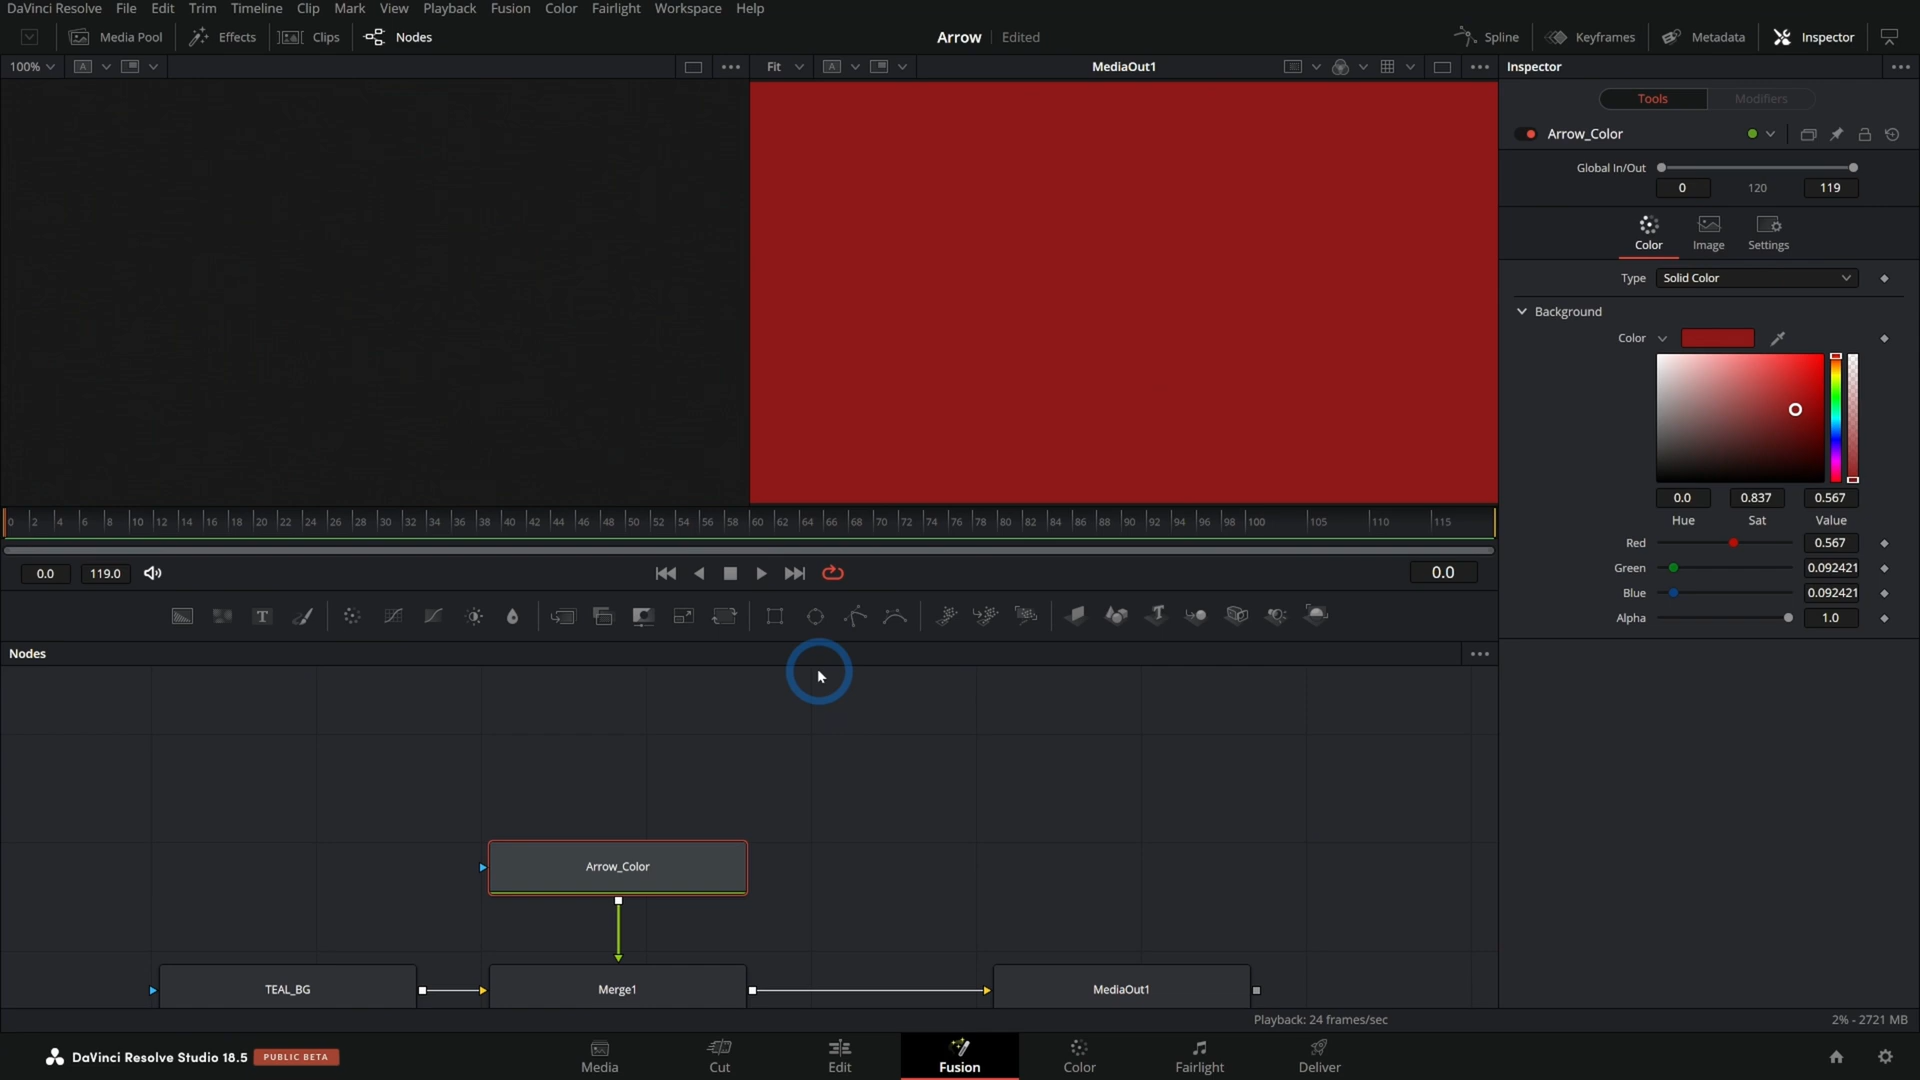 DaVinci Resolve File Edit Trim Timeline Clip Mark View Playback Fusion Color Fairlight Workspace Help
Media Pool Effects Clips Nodes Arrow Edited Spline Keyframes Metadata Inspector
100% A Fit A MediaOut1 Inspector
Tools Modifiers
Arrow_Color
Global In/Out
0 120 119
Color Image Settings
Type Solid Color
Background
Color
0.0 0.837 0.567
Hue Sat Value
Red 0.567
Green 0.092421
Blue 0.092421
Alpha 1.0
0 2 4 6 8 10 12 14 16 18 20 22 24 26 28 30 32 34 36 38 40 42 44 46 48 50 52 54 56 58 60 62 64 66 68 70 72 74 76 78 80 82 84 86 88 90 92 94 96 98 100 105 110 115
0.0 119.0 0.0
T
Nodes
Arrow_Color
TEAL_BG Merge1 MediaOut1
Playback: 24 frames/sec 2% - 2721 MB
DaVinci Resolve Studio 18.5 PUBLIC BETA
Media Cut Edit Fusion Color Fairlight Deliver